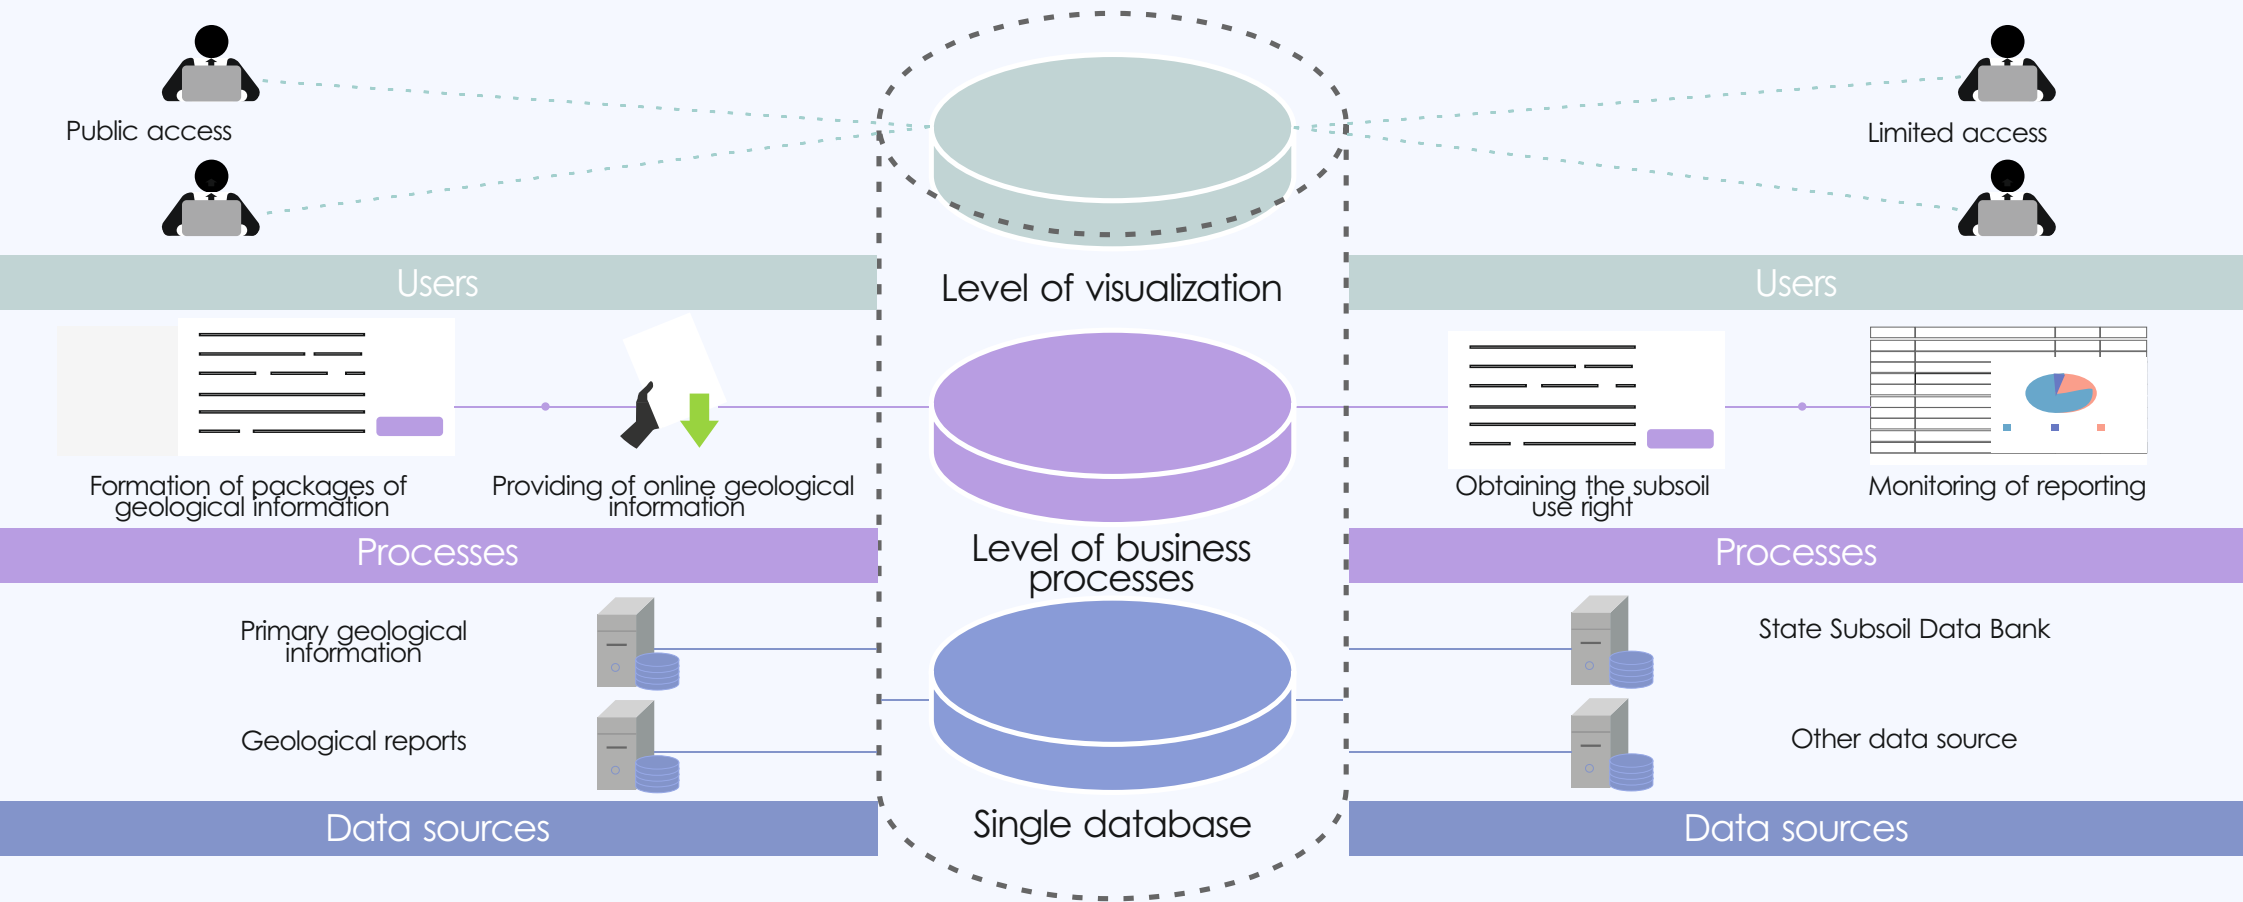 Public access
Limited access
Users
Level of visualization
Users
Formation of packages of
geological information
Providing of online geological
information
Obtaining the subsoil
use right
Monitoring of reporting
Processes
Level of business
processes
Processes
Primary geological
information
State Subsoil Data Bank
Geological reports
Other data source
Data sources
Single database
Data sources